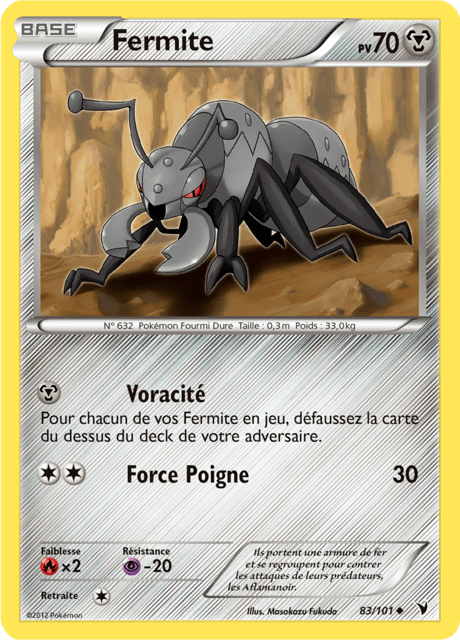 BASE
Fermite
PV70
N° 632 Pokémon Fourmi Dure Taille : 0,3m Poids : 33,0kg
Voracité
Pour chacun de vos Fermite en jeu, défaussez la carte
du dessus du deck de votre adversaire.
Force Poigne 30
Faiblesse Résistance
×2 -20
Retraite
Ils portent une armure de fer
et se regroupent pour contrer
les attaques de leurs prédateurs,
les Aflamanoir.
©2012 Pokémon Illus. Masakazu Fukuda 83/101